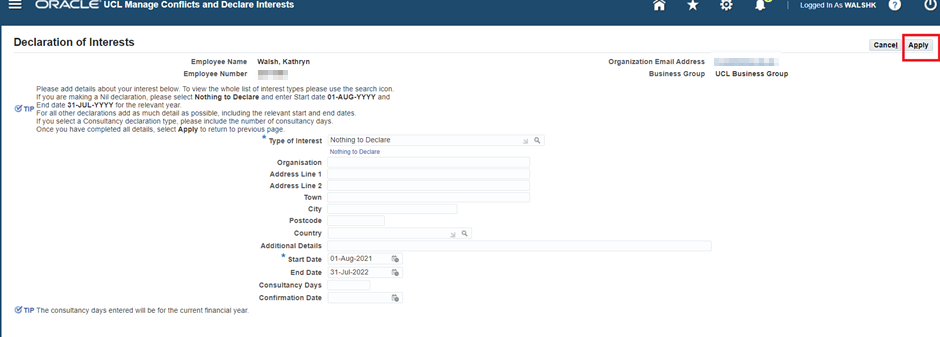 ORACLE UCL Manage Conflicts and Declare Interests
Logged In As WALSHK ?
Declaration of Interests
Cancel Apply
Employee Name Walsh, Kathryn
Organization Email Address
Employee Number
Business Group UCL Business Group
Please add details about your interest below. To view the whole list of interest types please use the search icon.
If you are making a Nil declaration, please select Nothing to Declare and enter Start date 01-AUG-YYYY and
TIP End date 31-JUL-YYYY for the relevant year.
For all other declarations add as much detail as possible, including the relevant start and end dates.
If you select a Consultancy declaration type, please include the number of consultancy days.
Once you have completed all details, select Apply to return to previous page.
* Type of Interest Nothing to Declare
Nothing to Declare
Organisation
Address Line 1
Address Line 2
Town
City
Postcode
Country
Additional Details
* Start Date 01-Aug-2021
End Date 31-Jul-2022
Consultancy Days
Confirmation Date
TIP The consultancy days entered will be for the current financial year.